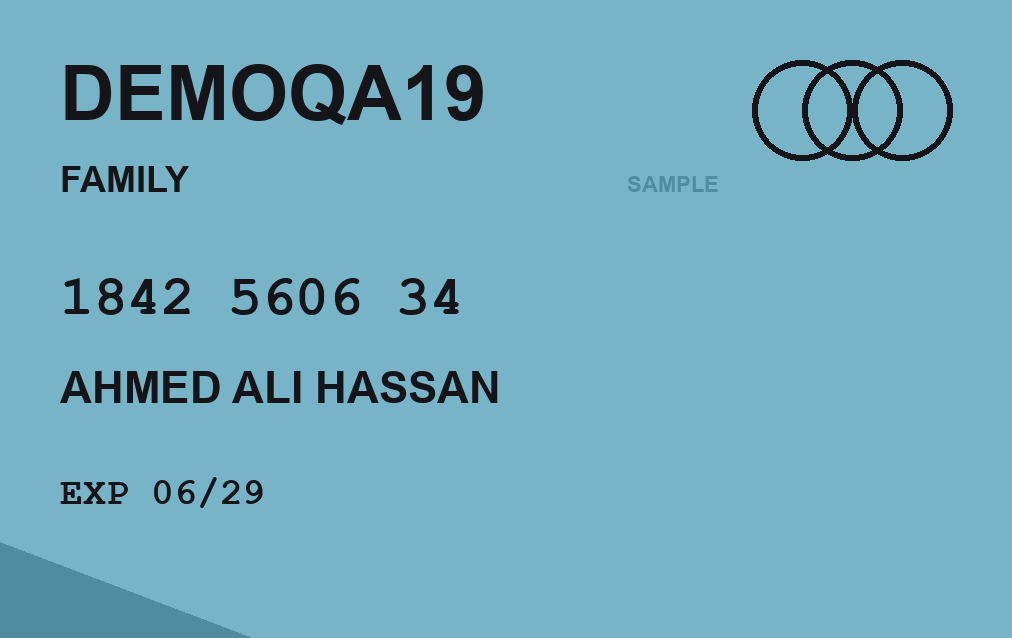 DEMOQA19
FAMILY
SAMPLE
1842 5606 34
AHMED ALI HASSAN
EXP 06/29